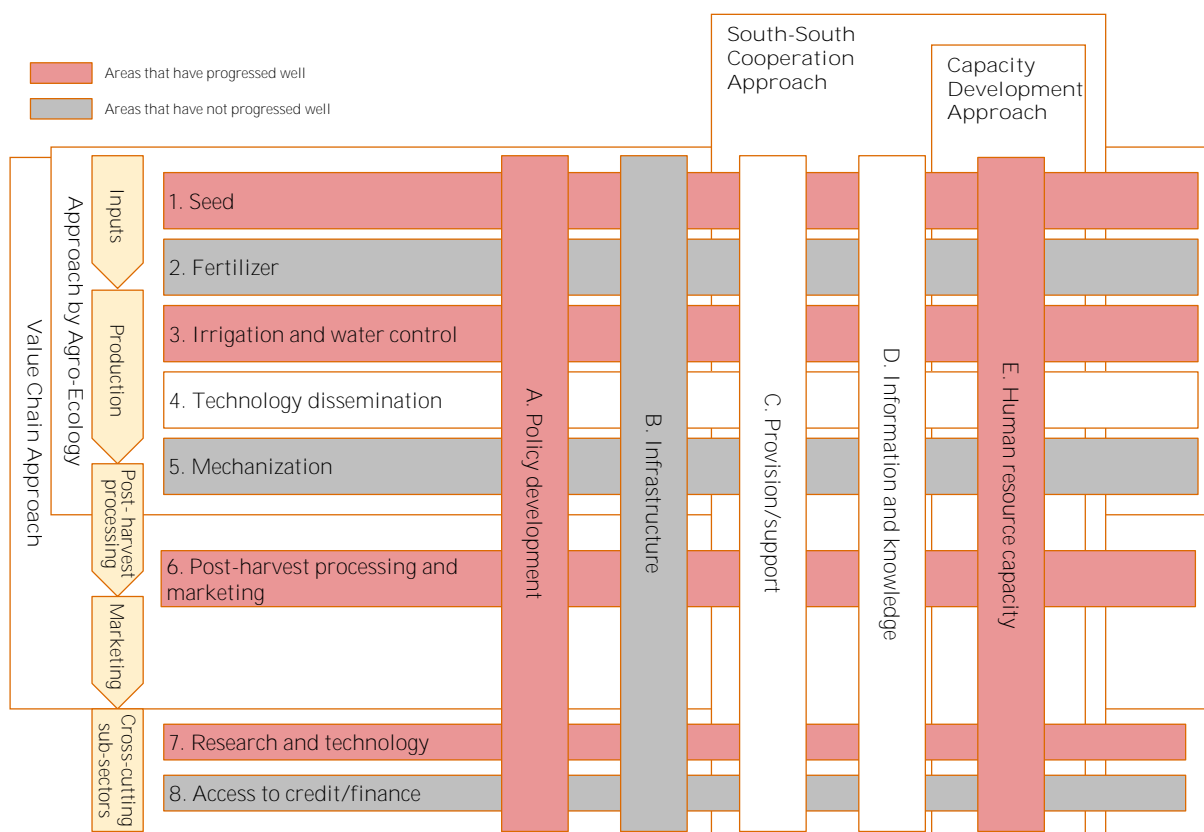 South-South
Cooperation
Approach
Capacity
Development
Approach
Areas that have progressed well
Areas that have not progressed well
Value Chain Approach
Approach by Agro-Ecology
Inputs
Production
Post- harvest
processing
Marketing
Cross-cutting
sub-sectors
1. Seed
2. Fertilizer
3. Irrigation and water control
4. Technology dissemination
5. Mechanization
6. Post-harvest processing and
marketing
7. Research and technology
8. Access to credit/finance
A. Policy development
B. Infrastructure
C. Provision/support
D. Information and knowledge
E. Human resource capacity